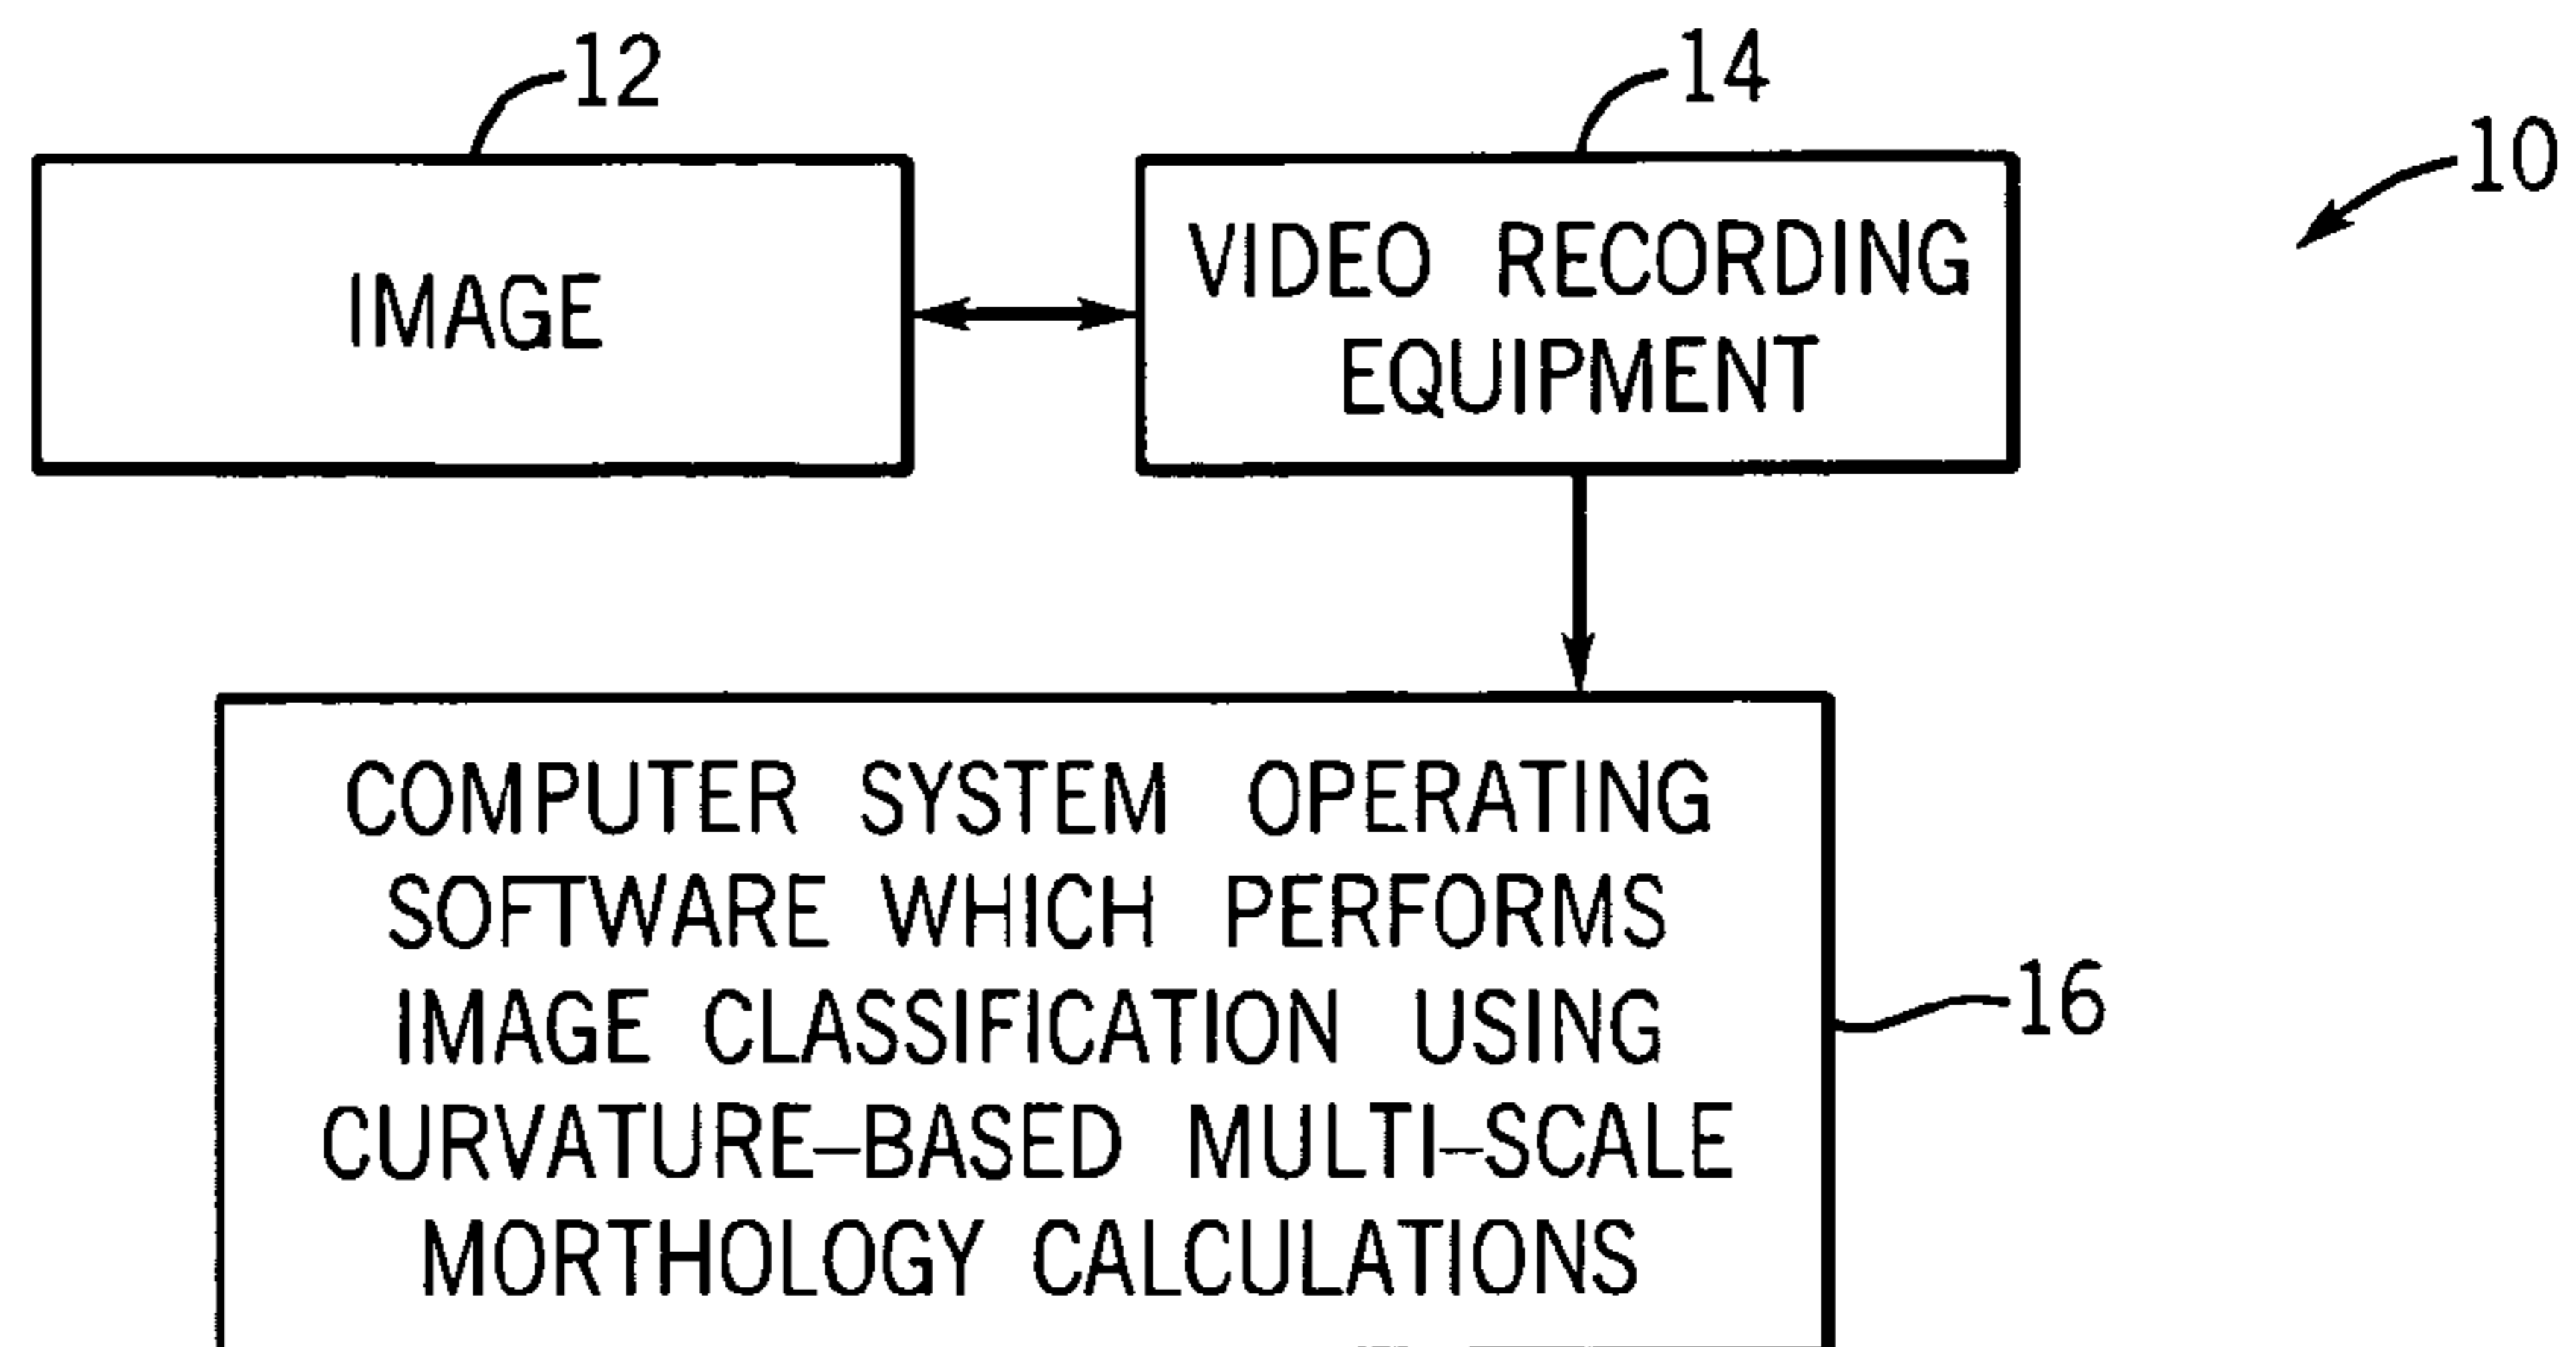 12
14
10
IMAGE
VIDEO RECORDING
EQUIPMENT
COMPUTER SYSTEM OPERATING
SOFTWARE WHICH PERFORMS
IMAGE CLASSIFICATION USING
CURVATURE–BASED MULTI–SCALE
MORTHOLOGY CALCULATIONS
16